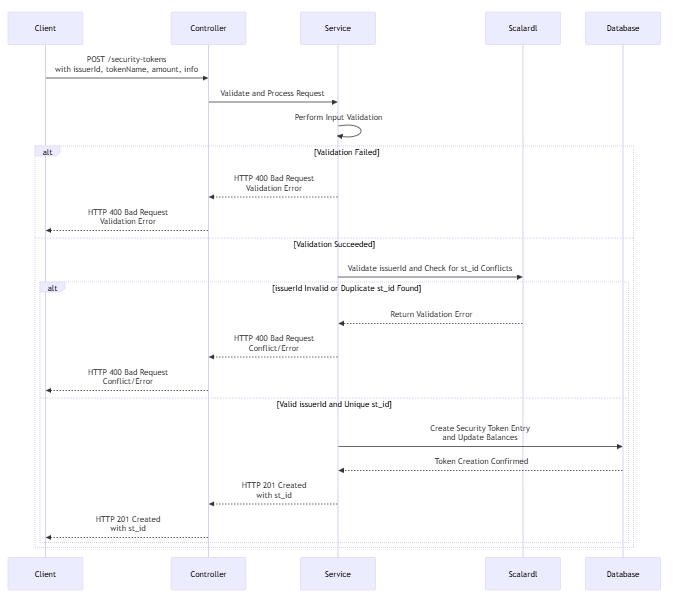 Client Controller Service Scalardl Database
POST /security-tokens
with issuerId, tokenName, amount, info
Validate and Process Request
Perform Input Validation
alt
[Validation Failed]
HTTP 400 Bad Request
Validation Error
HTTP 400 Bad Request
Validation Error
[Validation Succeeded]
Validate issuerId and Check for st_id Conflicts
alt
[issuerId Invalid or Duplicate st_id Found]
Return Validation Error
HTTP 400 Bad Request
Conflict/Error
HTTP 400 Bad Request
Conflict/Error
[Valid issuerId and Unique st_id]
Create Security Token Entry
and Update Balances
Token Creation Confirmed
HTTP 201 Created
with st_id
HTTP 201 Created
with st_id
Client Controller Service Scalardl Database